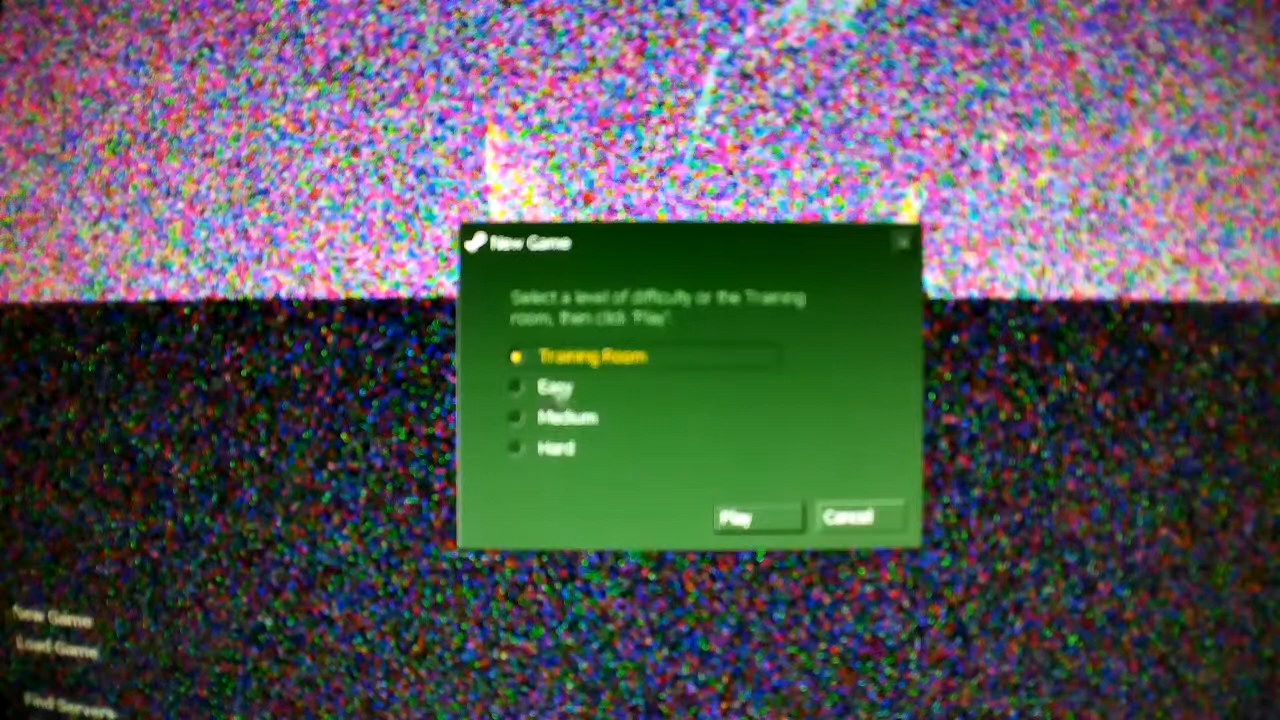 New Game
Select a level of difficulty or the Training
room, then click 'Play'.
Training Room
Easy
Medium
Hard
Play
Cancel
New Game
Load Game
Find Servers